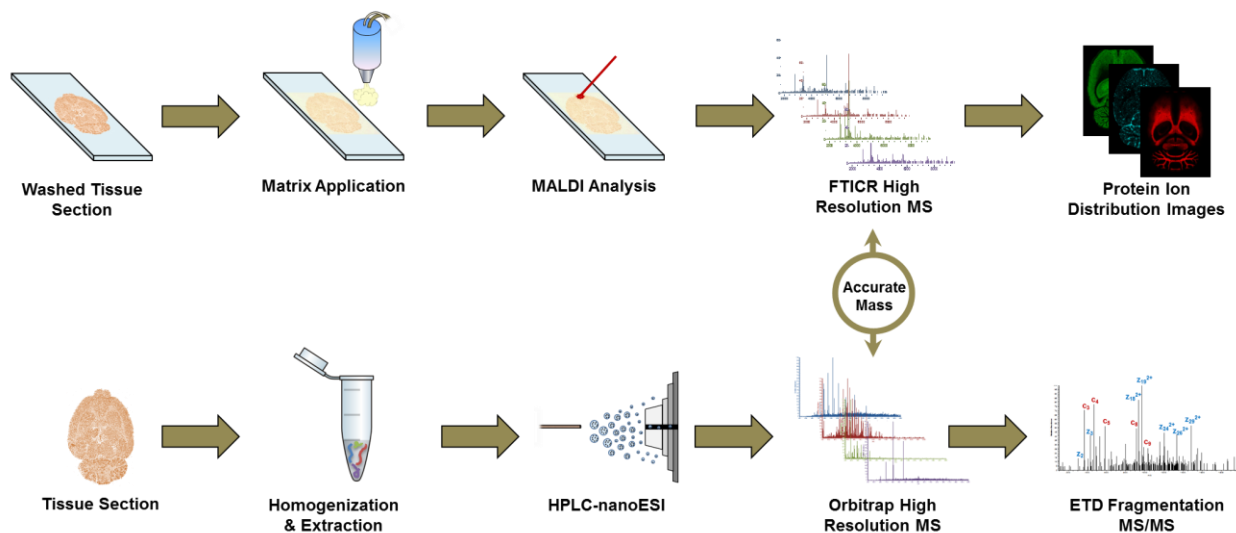 Washed Tissue
Section
Matrix Application
MALDI Analysis
FTICR High
Resolution MS
Protein Ion
Distribution Images
Accurate
Mass
Tissue Section
Homogenization
& Extraction
HPLC-nanoESI
Orbitrap High
Resolution MS
ETD Fragmentation
MS/MS